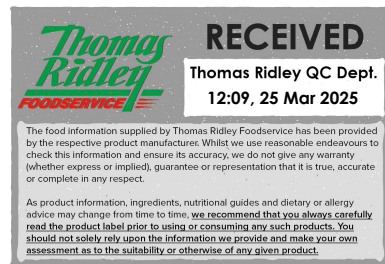 Thomas
Ridley
FOODSERVICE
RECEIVED
Thomas Ridley QC Dept.
12:09, 25 Mar 2025
The food information supplied by Thomas Ridley Foodservice has been provided
by the respective product manufacturer. Whilst we use reasonable endeavours to
check this information and ensure its accuracy, we do not give any warranty
(whether express or implied), guarantee or representation that it is true, accurate
or complete in any respect.
As product information, ingredients, nutritional guides and dietary or allergy
advice may change from time to time, we recommend that you always carefully
read the product label prior to using or consuming any such products. You
should not solely rely upon the information we provide and make your own
assessment as to the suitability or otherwise of any given product.